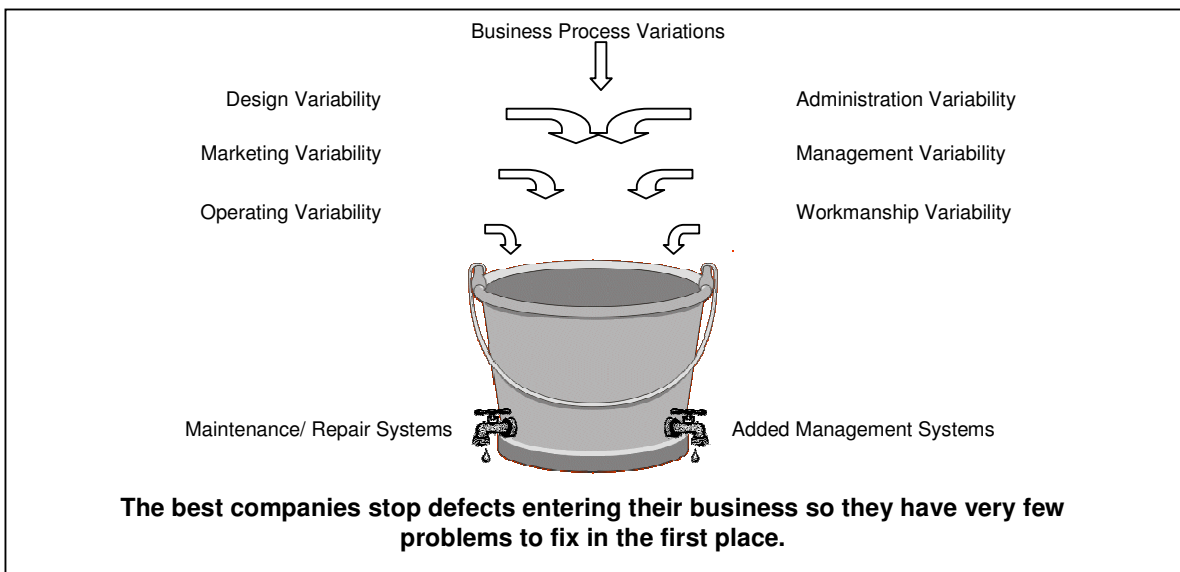 Business Process Variations
Design Variability
Administration Variability
Marketing Variability
Management Variability
Operating Variability
Workmanship Variability
Maintenance/ Repair Systems
Added Management Systems
The best companies stop defects entering their business so they have very few
problems to fix in the first place.